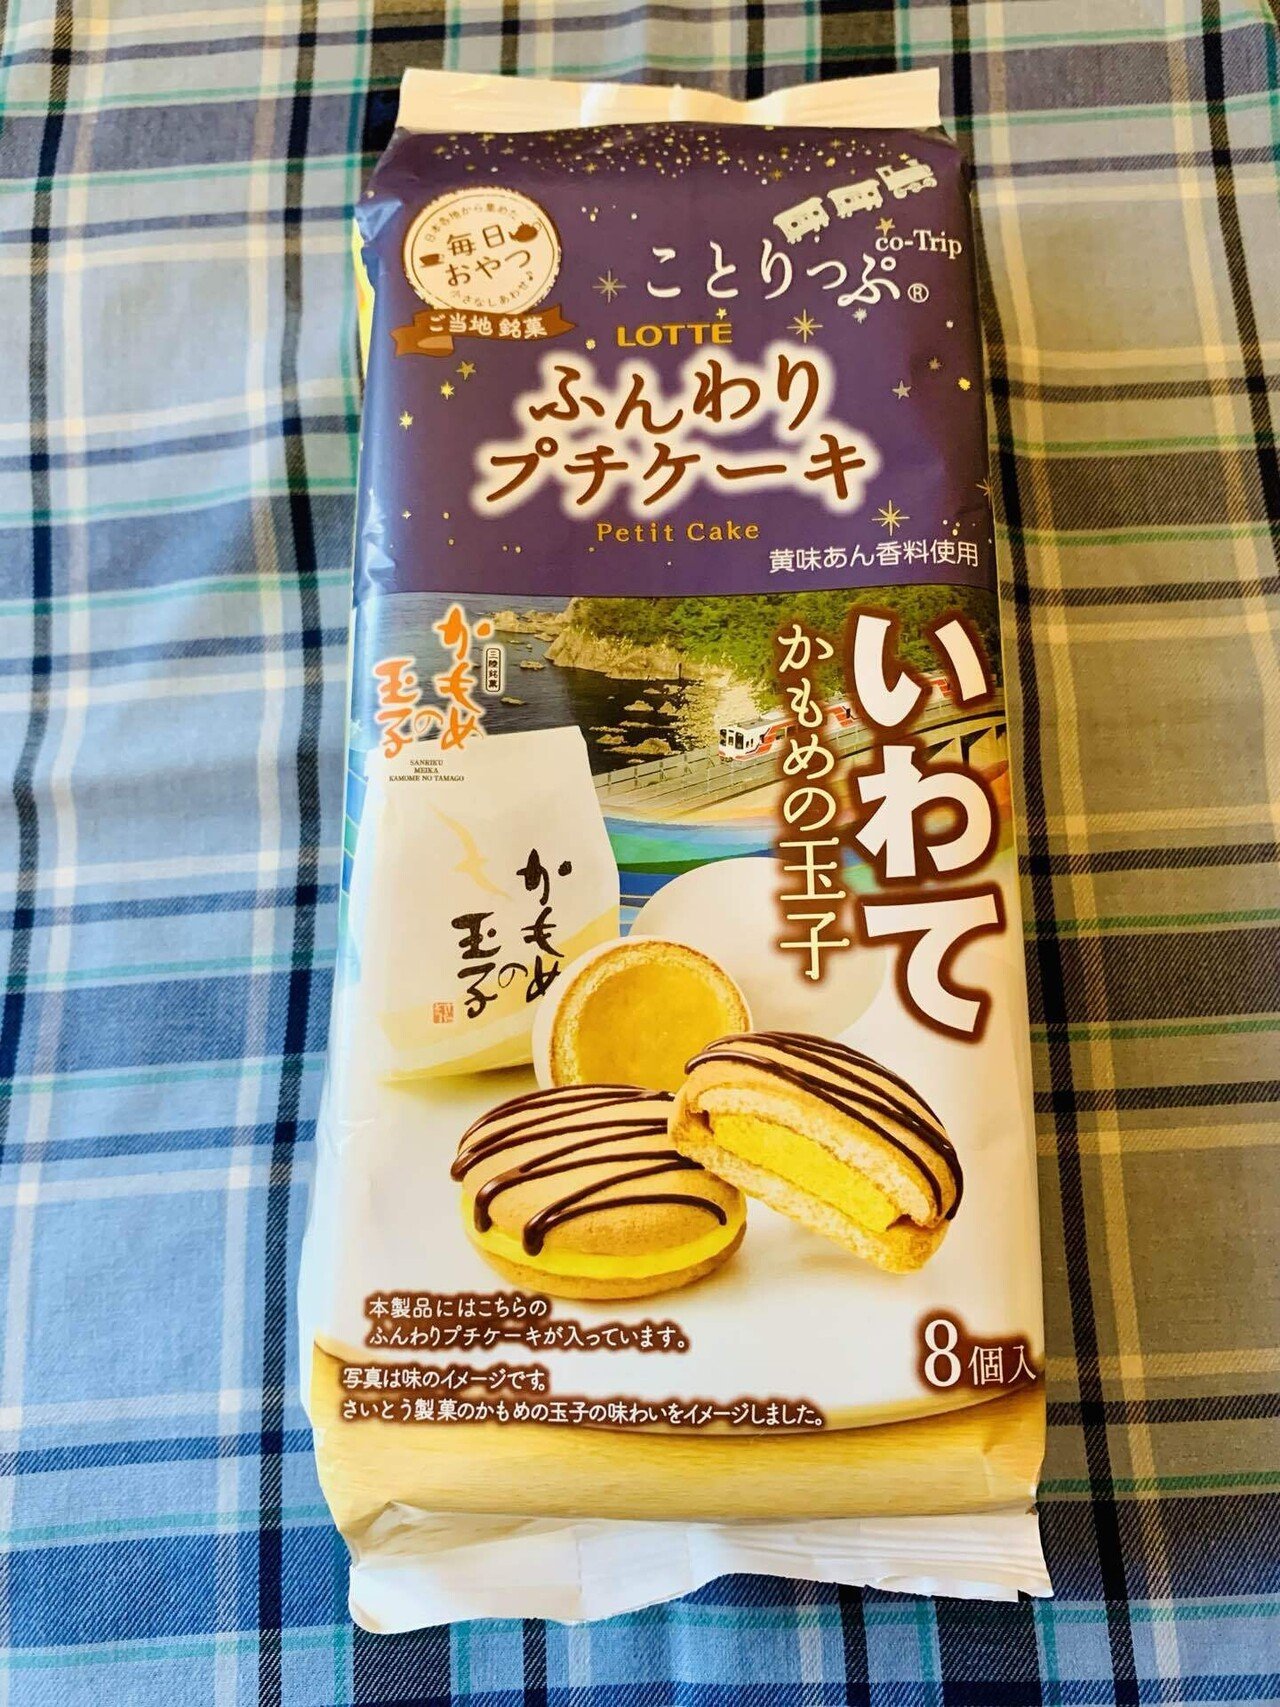 日本各地から集めた
毎日
おやつ
小さなしあわせ♪
ご当地 銘菓
co-Trip
ことりっぷ®
LOTTE
ふんわり
プチケーキ
Petit Cake
黄味あん香料使用
いわて
かもめの玉子
かもめの
玉子
三陸銘菓
SANRIKU
MEIKA
KAMOME NO TAMAGO
かもめの
玉子
本製品にはこちらの
ふんわりプチケーキが入っています。
写真は味のイメージです。
さいとう製菓のかもめの玉子の味わいをイメージしました。
8個入